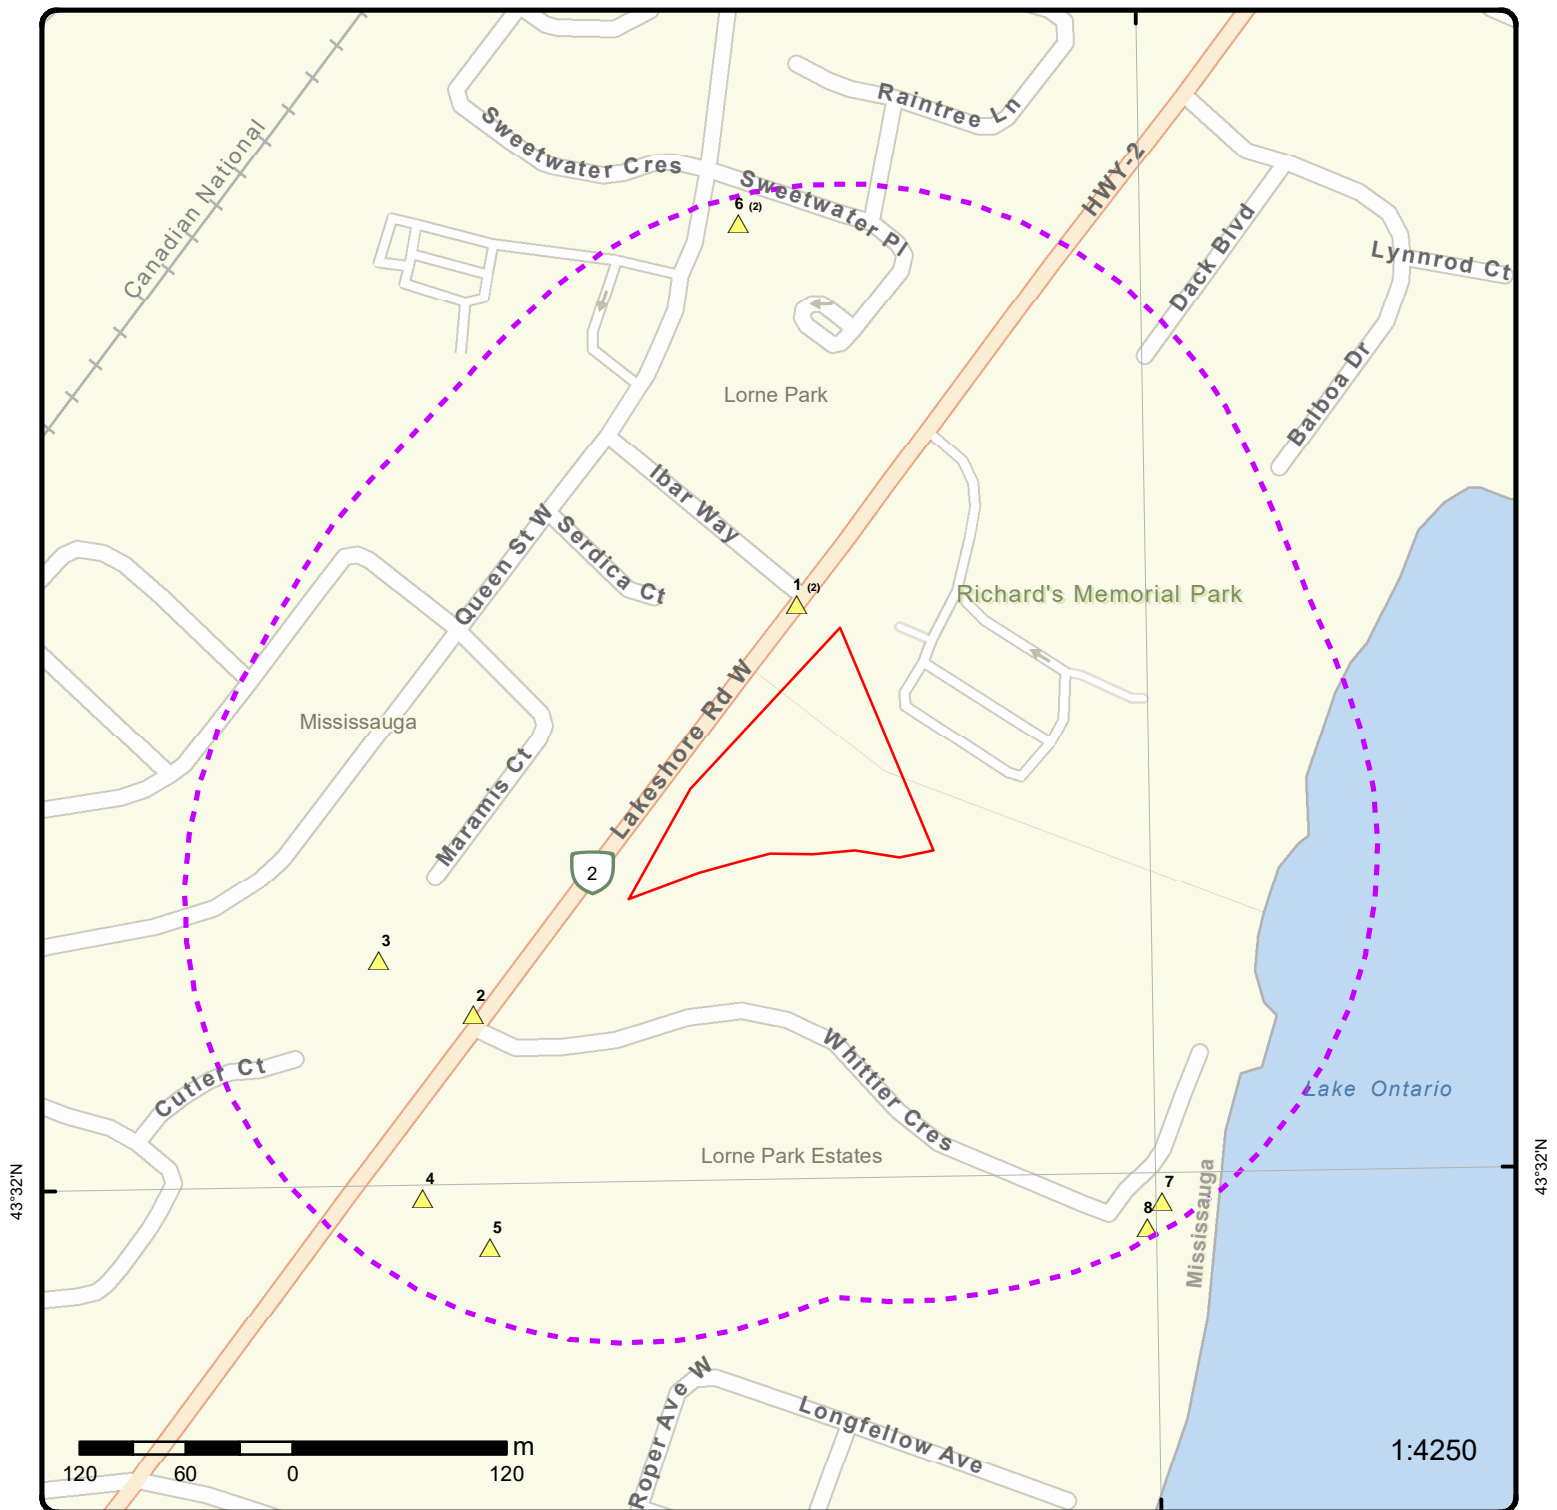 Raintree Ln
Sweetwater Cres
Canadian National
HWY-2
Sweetwater Pl
6 (2)
Dack Blvd
Lynnrod Ct
Balboa Dr
Lorne Park
Ibar Way
Queen St W
Serdica Ct
1 (2)
Richard's Memorial Park
Mississauga
Lakeshore Rd W
Maramis Ct
2
3
2
Whittier Cres
Cutler Ct
Lake Ontario
Lorne Park Estates
43°32'N
43°32'N
4
7
8
5
Mississauga
Roper Ave W
Longfellow Ave
m
120 60 0 120
1:4250